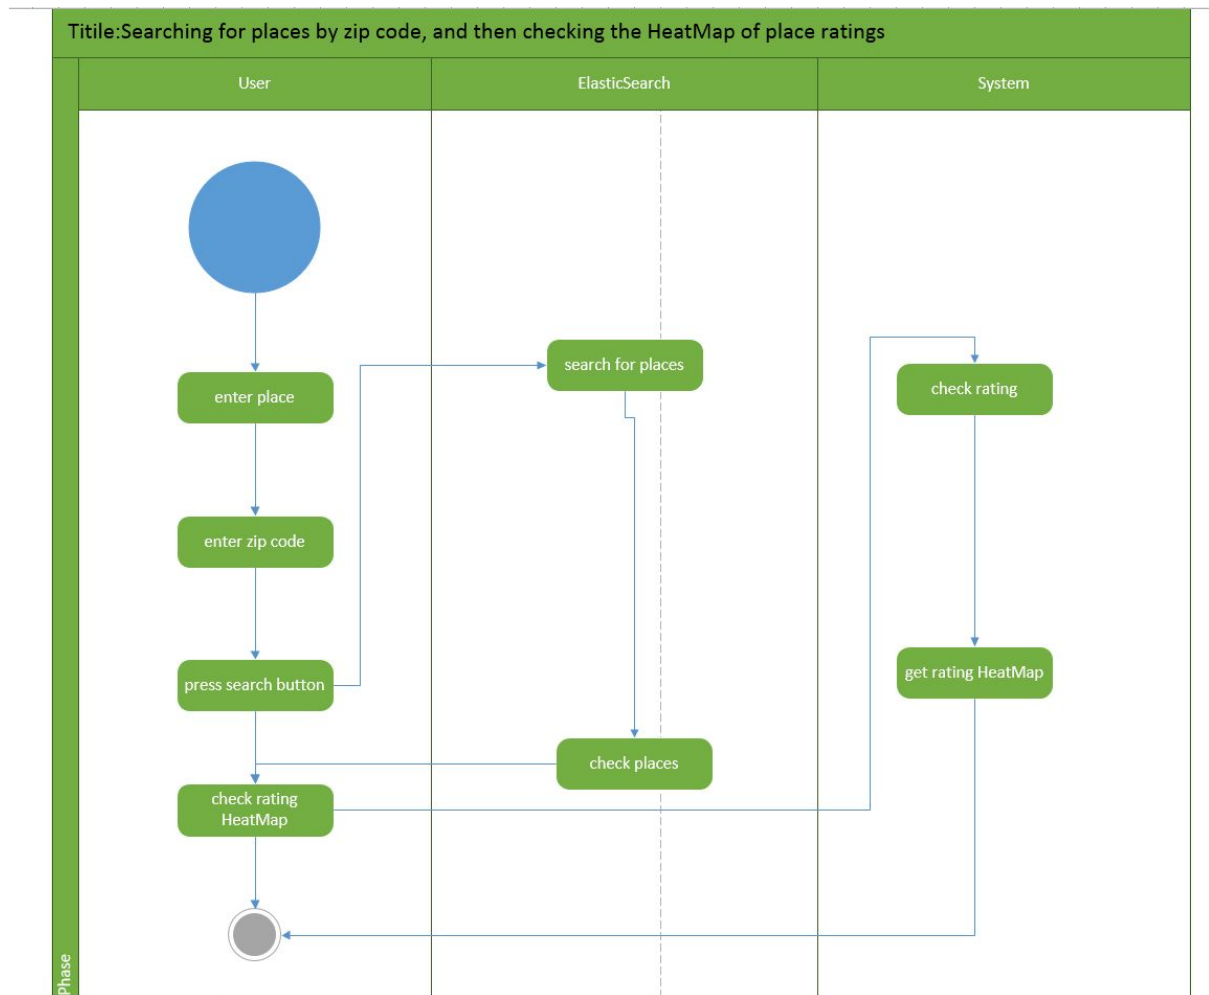 Titile:Searching for places by zip code, and then checking the HeatMap of place ratings
User
ElasticSearch
System
search for places
check rating
enter place
enter zip code
press search button
get rating HeatMap
check places
check rating
HeatMap
Phase